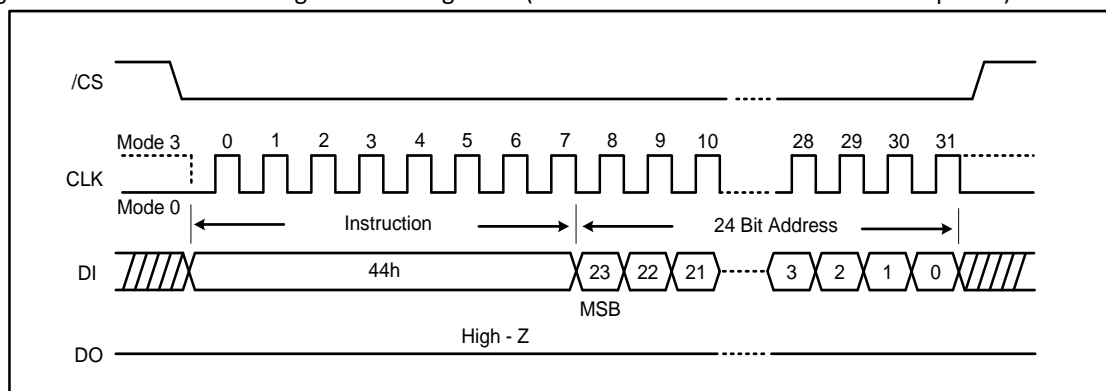 /CS
Mode 3
0 1 2 3 4 5 6 7 8 9 10 28 29 30 31
CLK
Mode 0
Instruction 24 Bit Address
DI 44h 23 22 21 3 2 1 0
MSB
High - Z
DO